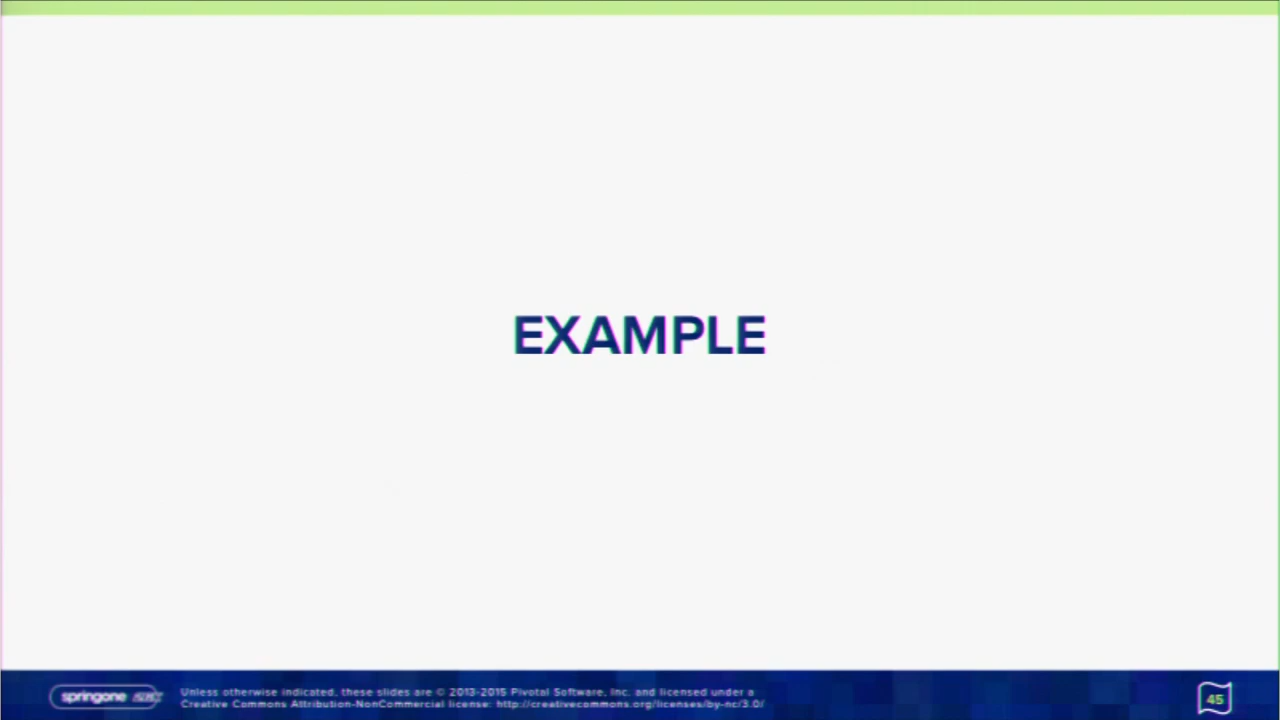 EXAMPLE
springone 2GX
Unless otherwise indicated, these slides are © 2013-2015 Pivotal Software, Inc. and licensed under a
Creative Commons Attribution-NonCommercial license: http://creativecommons.org/licenses/by-nc/3.0/
45